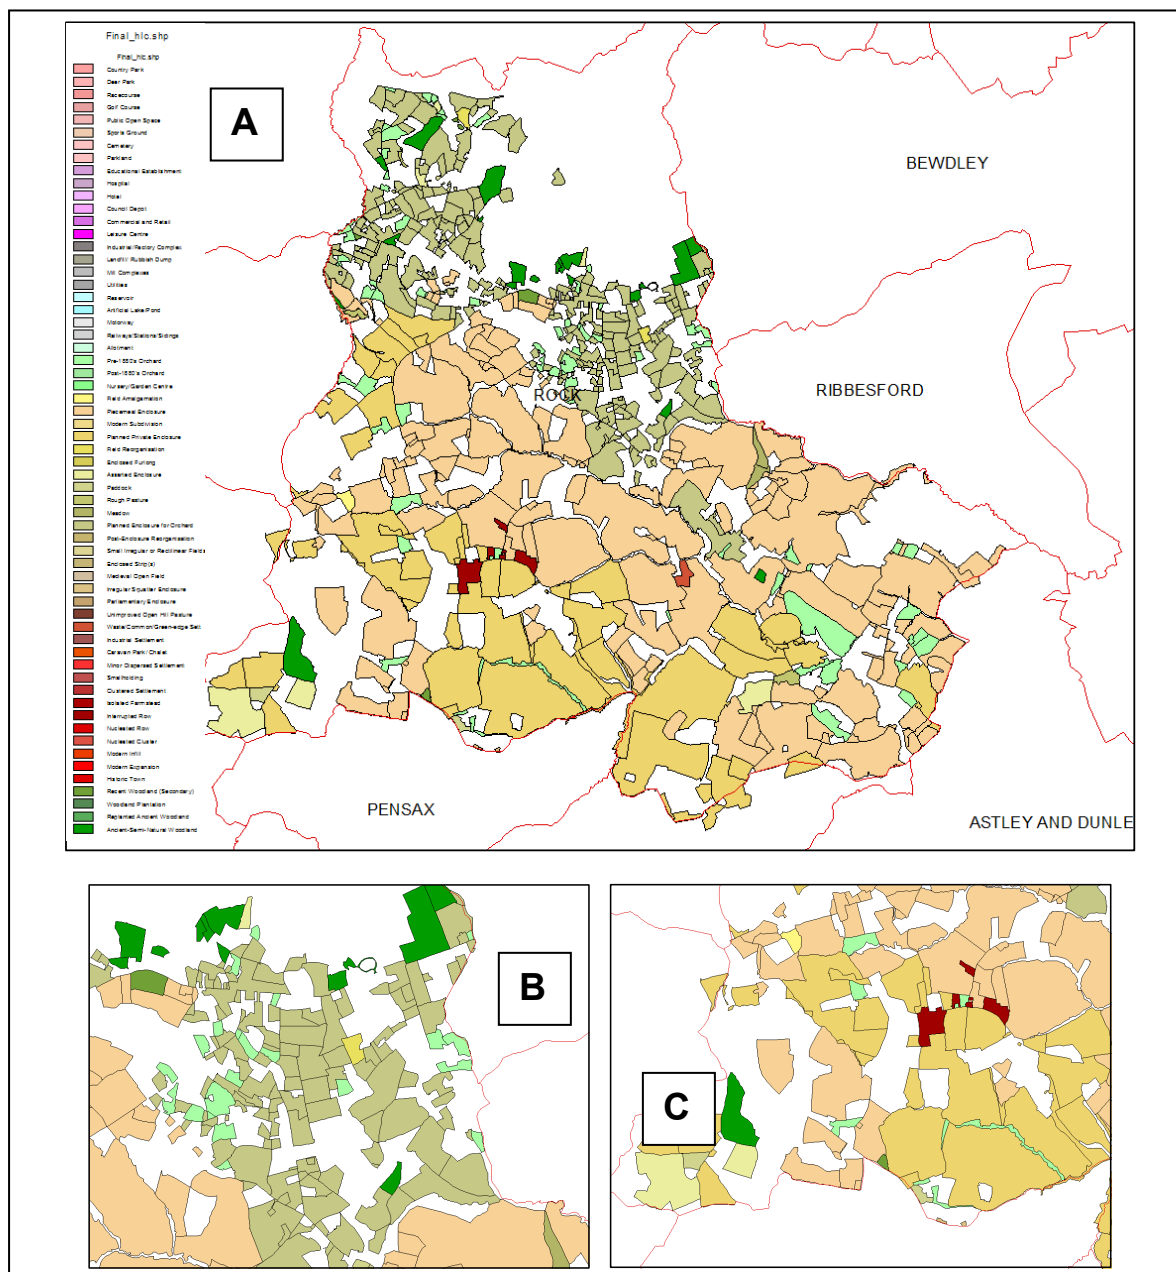 Final_hlc.shp
Final_hlc.shp
Country Park
Deer Park
Racecourse
Golf Course
Public Open Space
Sports Ground
Cemetery
Parkland
Educational Establishment
Hospital
Hotel
Council Depot
Commercial and Retail
Leisure Centre
Industrial/Factory Complex
Landfill/ Rubbish Dump
Mill Complexes
Utilities
Reservoir
Artificial Lake/Pond
Motorway
Railways/Stations/Sidings
Allotment
Pre-1880's Orchard
Post-1880's Orchard
Nursery/Garden Centre
Field Amalgamation
Piecemeal Enclosure
Modern Subdivision
Planned Private Enclosure
Field Reorganisation
Enclosed Furlong
Assarted Enclosure
Paddock
Rough Pasture
Meadow
Planned Enclosure for Orchard
Post-Enclosure Reorganisation
Small Irregular or Rectilinear Fields
Enclosed Strip(s)
Medieval Open Field
Irregular Squatter Enclosure
Parliamentary Enclosure
Unimproved Open Hill Pasture
Waste/Common/Green-edge Sett
Industrial Settlement
Caravan Park/ Chalet
Minor Dispersed Settlement
Smallholding
Clustered Settlement
Isolated Farmstead
Interrupted Row
Nucleated Row
Nucleated Cluster
Modern Infill
Modern Expansion
Historic Town
Recent Woodland (Secondary)
Woodland Plantation
Replanted Ancient Woodland
Ancient-Semi-Natural Woodland
A
BEWDLEY
RIBBESFORD
ROCK
PENSAX
ASTLEY AND DUNLE
B
C